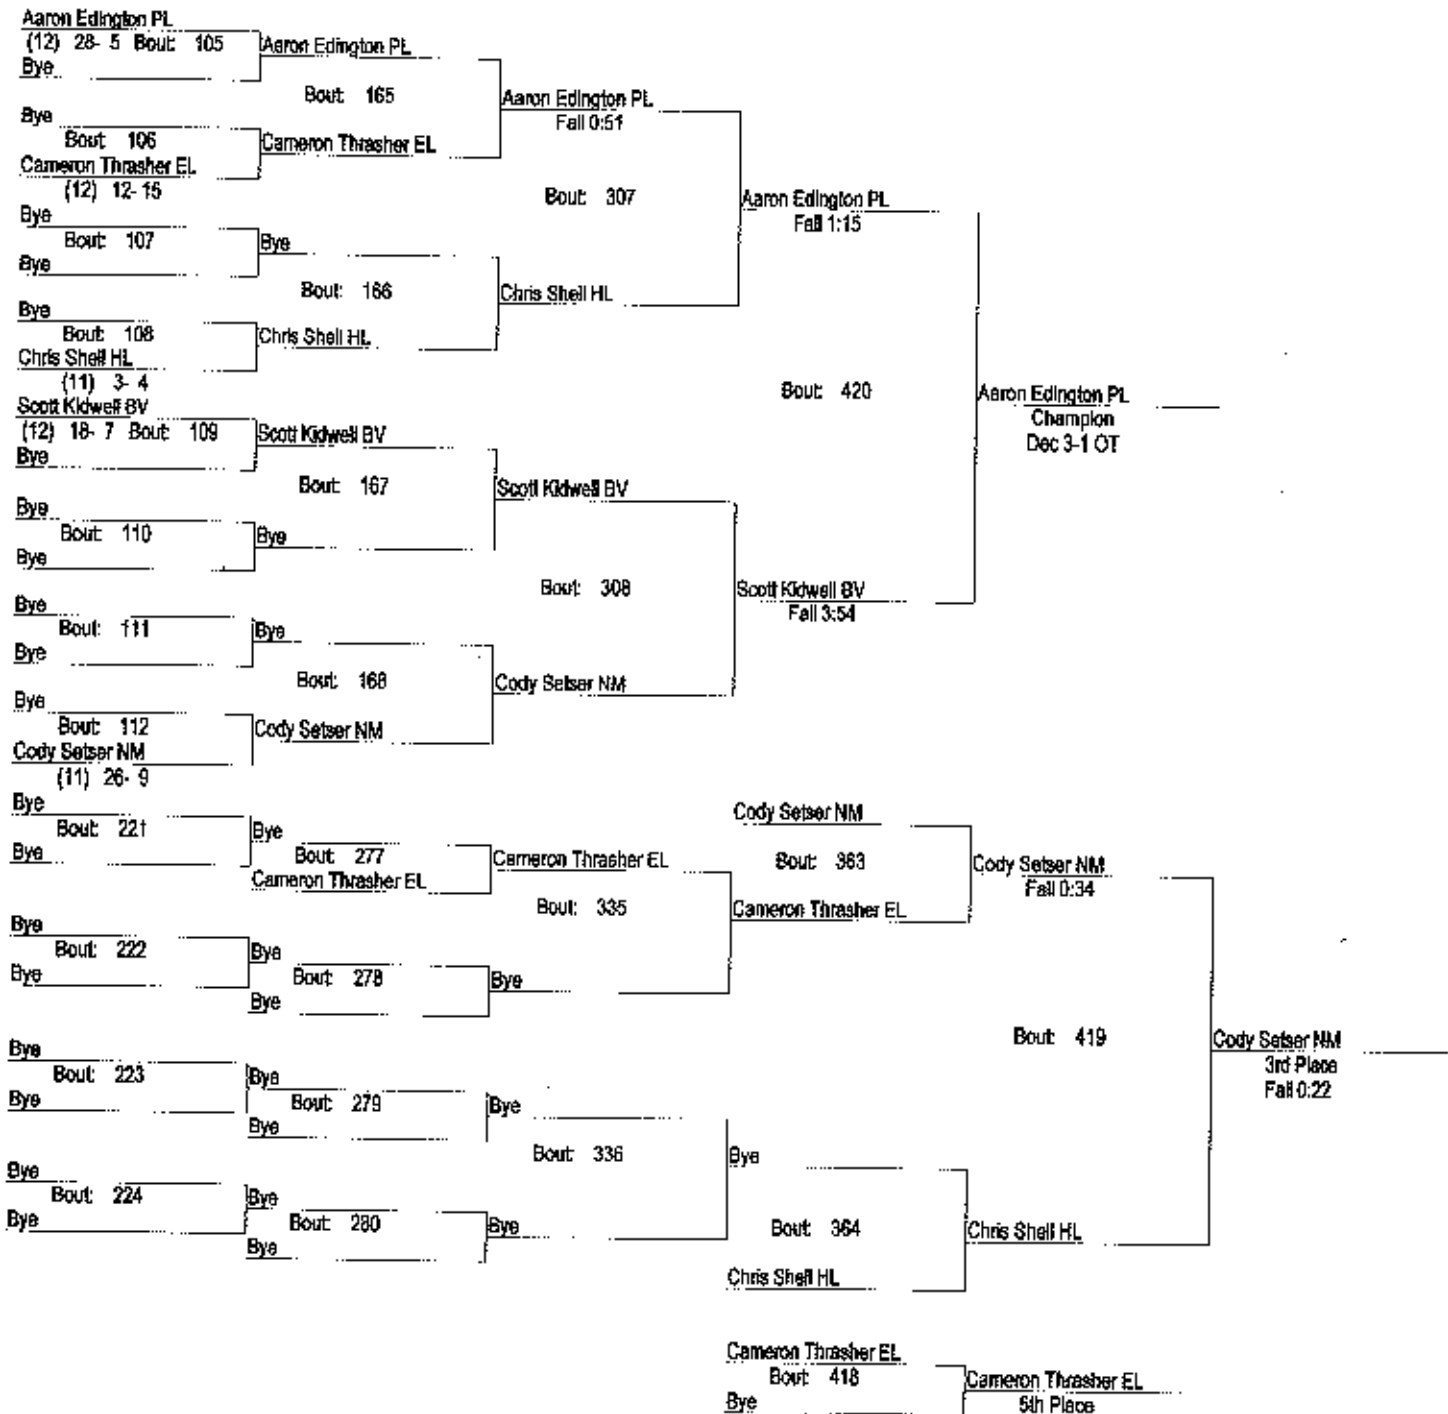 Aaron Edington PL
(12) 28- 5 Bout: 105
Bye
Aaron Edington PL
Bout: 165
Bye
Bout: 106
Cameron Thrasher EL
(12) 12- 15
Cameron Thrasher EL
Aaron Edington PL
Fall 0:51
Bout: 307
Bye
Bout: 107
Bye
Bye
Bout: 166
Bye
Bout: 108
Chris Shell HL
(11) 3- 4
Chris Shell HL
Chris Shell HL
Aaron Edington PL
Fall 1:15
Bout: 420
Aaron Edington PL
Champion
Dec 3-1 OT
Scott Kidwell BV
(12) 18- 7 Bout: 109
Bye
Scott Kidwell BV
Bout: 167
Bye
Bout: 110
Bye
Bye
Scott Kidwell BV
Bout: 308
Scott Kidwell BV
Fall 3:54
Bye
Bout: 111
Bye
Bye
Bout: 168
Bye
Bout: 112
Cody Setser NM
(11) 26- 9
Cody Setser NM
Cody Setser NM
Bye
Bout: 221
Bye
Bye
Bout: 277
Cameron Thrasher EL
Cameron Thrasher EL
Bout: 335
Bye
Bout: 222
Bye
Bye
Bout: 278
Bye
Bye
Cody Setser NM
Bout: 363
Cameron Thrasher EL
Cody Setser NM
Fall 0:34
Bout: 419
Cody Setser NM
3rd Place
Fall 0:22
Bye
Bout: 223
Bye
Bye
Bout: 279
Bye
Bye
Bout: 336
Bye
Bout: 224
Bye
Bye
Bout: 280
Bye
Bye
Bye
Bout: 364
Chris Shell HL
Chris Shell HL
Cameron Thrasher EL
Bout: 418
Bye
Cameron Thrasher EL
5th Place